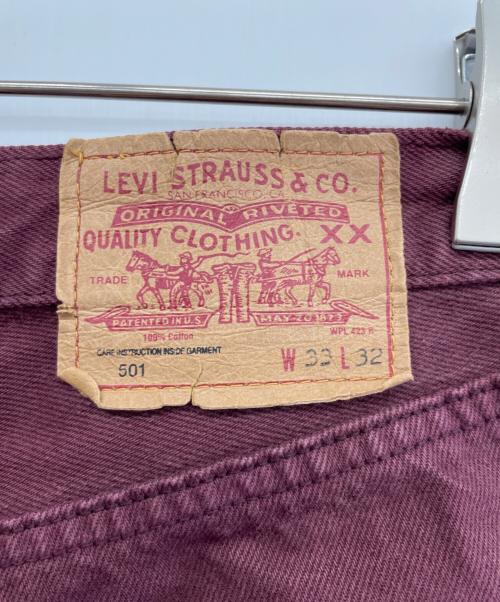 LEVI STRAUSS & CO.
SAN FRANCISCO, CA
ORIGINAL RIVETED
QUALITY CLOTHING. XX
TRADE MARK
PATENTED IN U.S. MAY 20 1873
100% Cotton WPL 423 R
CARE INSTRUCTION INSIDE GARMENT
501 W 33 L 32